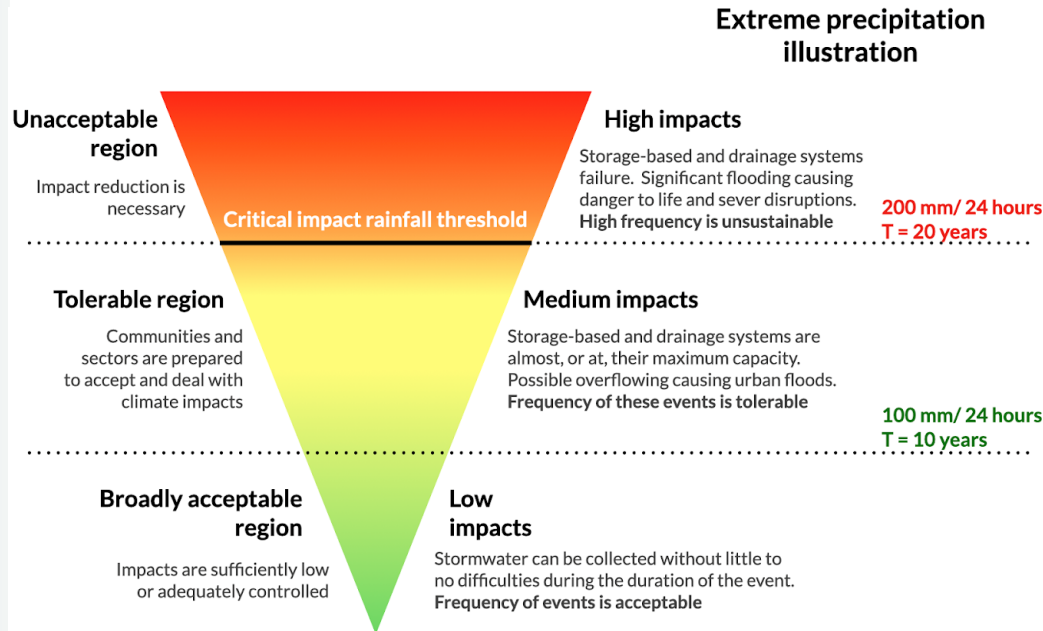 Extreme precipitation
illustration
Unacceptable
region
Impact reduction is
necessary
High impacts
Storage-based and drainage systems
failure. Significant flooding causing
danger to life and sever disruptions.
High frequency is unsustainable
Critical impact rainfall threshold
200 mm/ 24 hours
T = 20 years
Tolerable region
Communities and
sectors are prepared
to accept and deal with
climate impacts
Medium impacts
Storage-based and drainage systems are
almost, or at, their maximum capacity.
Possible overflowing causing urban floods.
Frequency of these events is tolerable
100 mm/ 24 hours
T = 10 years
Broadly acceptable
region
Impacts are sufficiently low
or adequately controlled
Low
impacts
Stormwater can be collected without little to
no difficulties during the duration of the event.
Frequency of events is acceptable